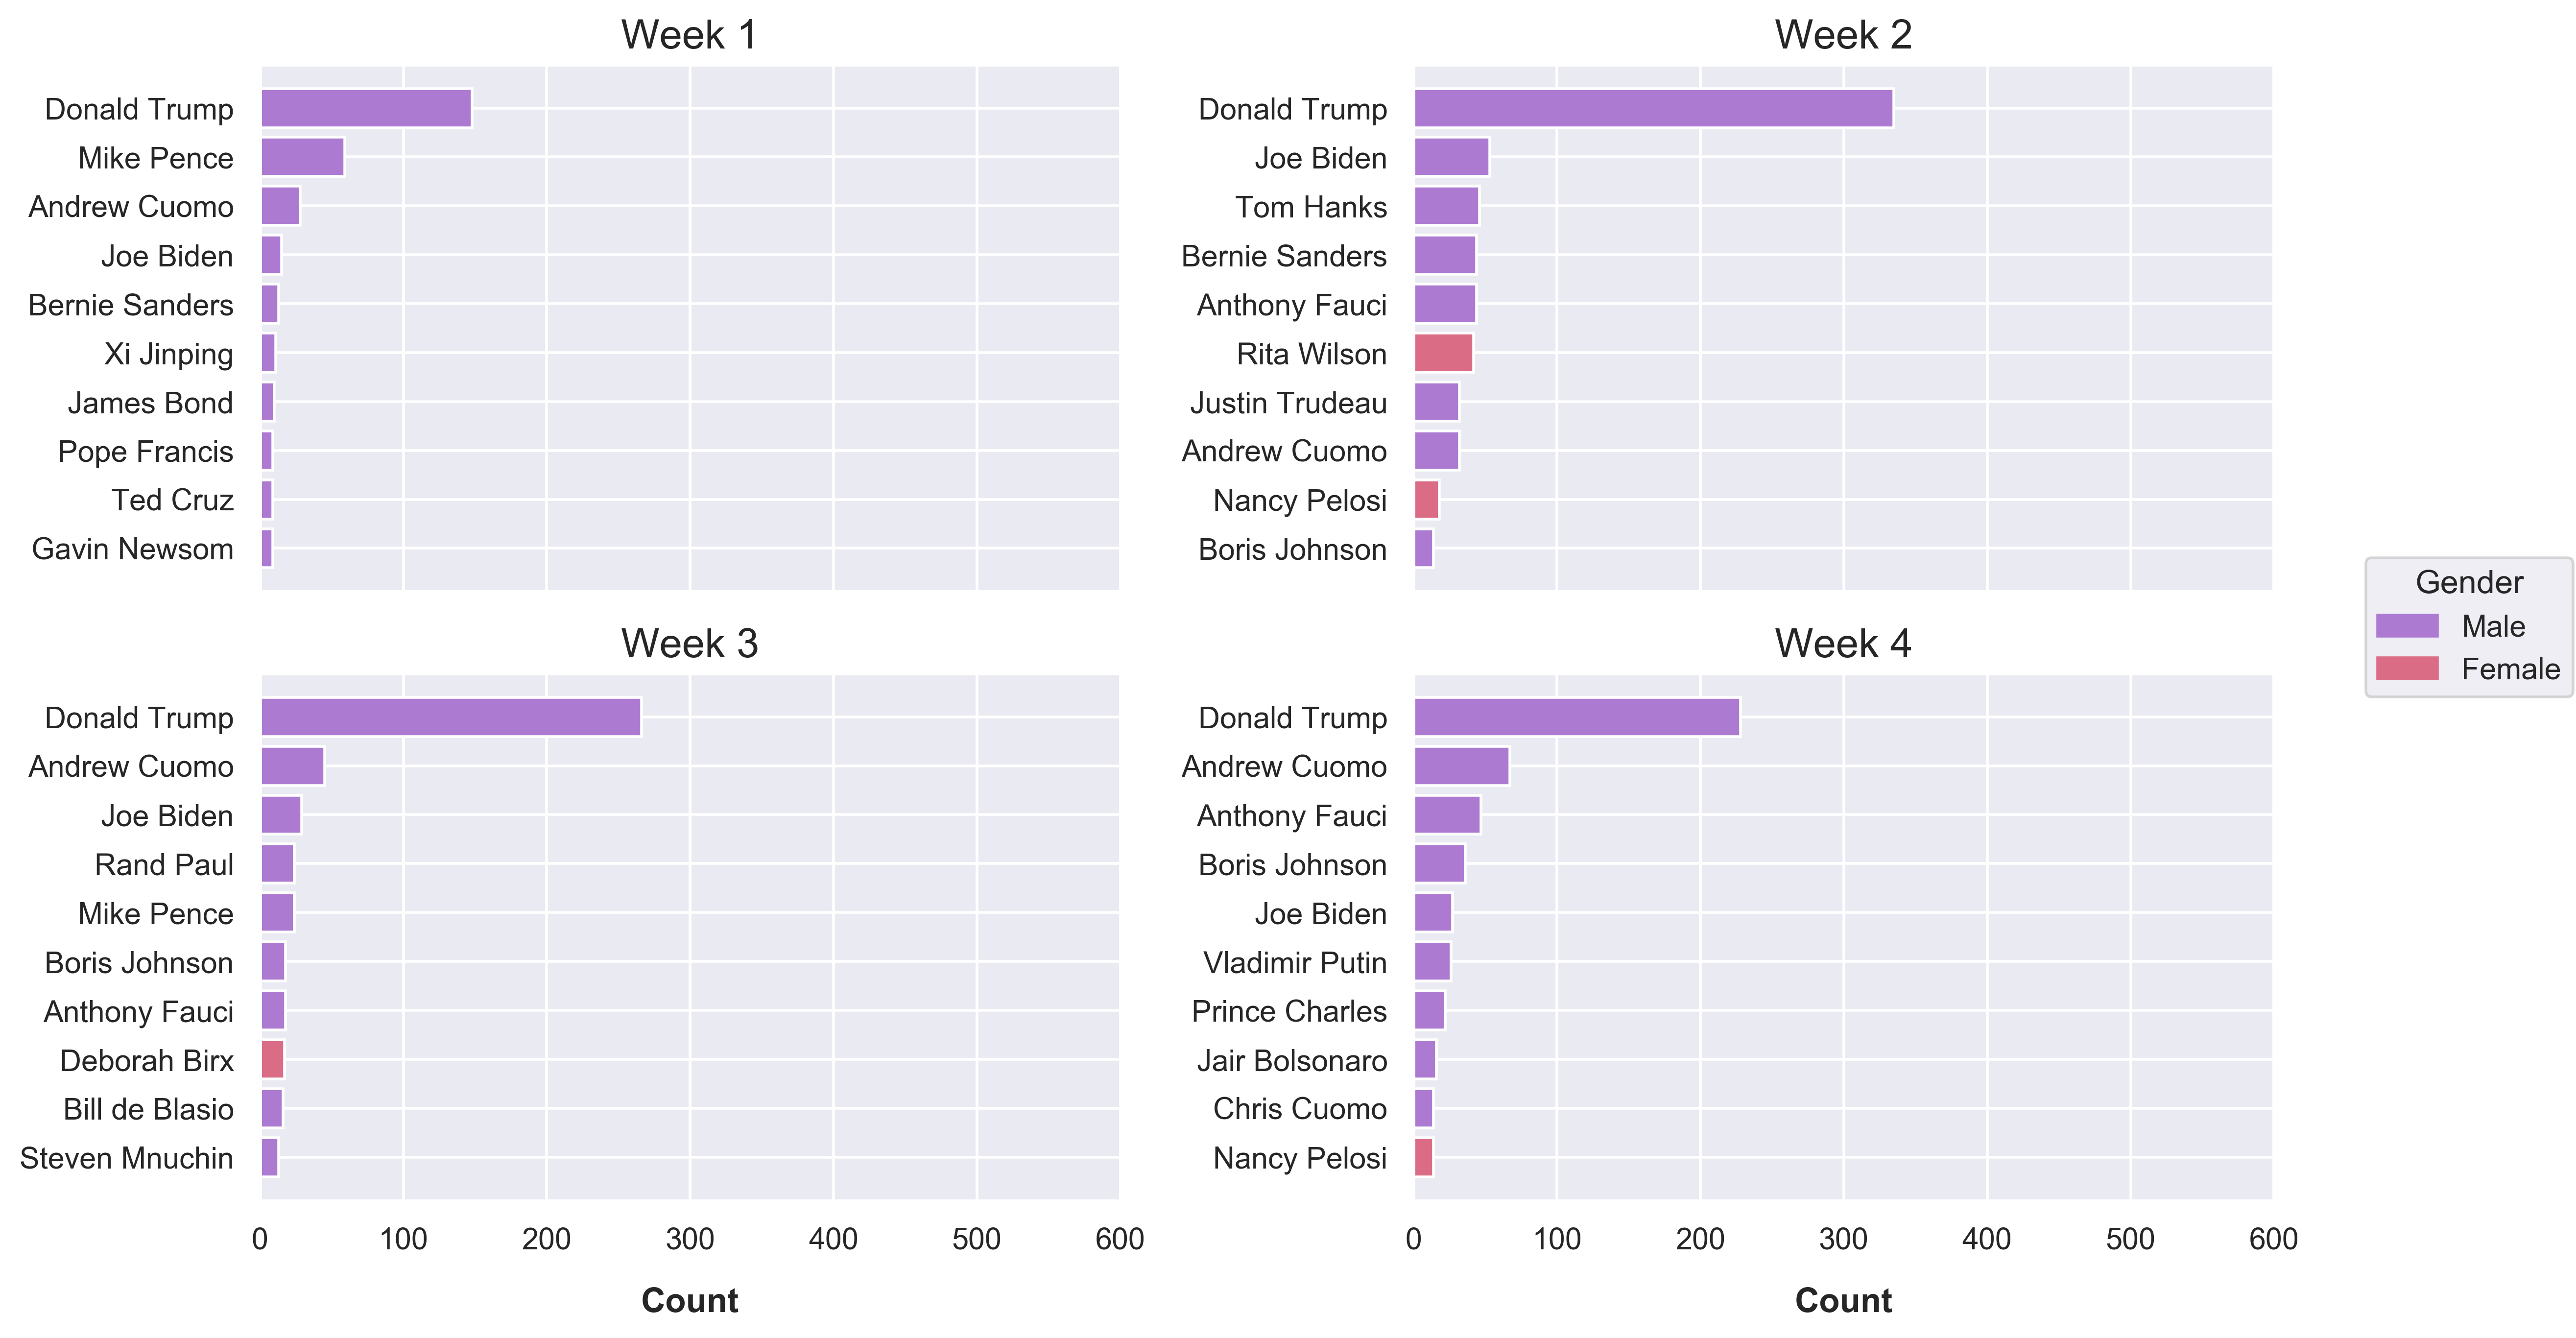 Week 1
Donald Trump
Mike Pence
Andrew Cuomo
Joe Biden
Bernie Sanders
Xi Jinping
James Bond
Pope Francis
Ted Cruz
Gavin Newsom
Week 2
Donald Trump
Joe Biden
Tom Hanks
Bernie Sanders
Anthony Fauci
Rita Wilson
Justin Trudeau
Andrew Cuomo
Nancy Pelosi
Boris Johnson
Gender
Male
Female
Week 3
Donald Trump
Andrew Cuomo
Joe Biden
Rand Paul
Mike Pence
Boris Johnson
Anthony Fauci
Deborah Birx
Bill de Blasio
Steven Mnuchin
0 100 200 300 400 500 600
Count
Week 4
Donald Trump
Andrew Cuomo
Anthony Fauci
Boris Johnson
Joe Biden
Vladimir Putin
Prince Charles
Jair Bolsonaro
Chris Cuomo
Nancy Pelosi
0 100 200 300 400 500 600
Count